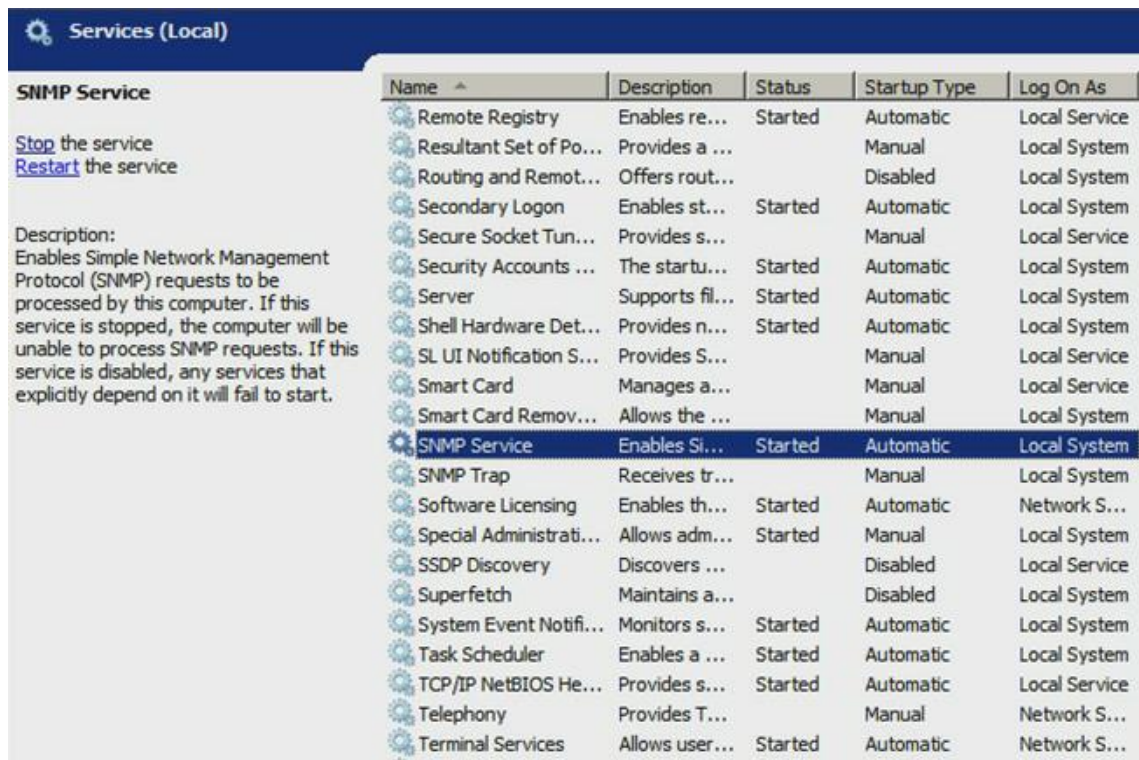 Services (Local)
SNMP Service
Stop the service
Restart the service
Description:
Enables Simple Network Management
Protocol (SNMP) requests to be
processed by this computer. If this
service is stopped, the computer will be
unable to process SNMP requests. If this
service is disabled, any services that
explicitly depend on it will fail to start.
Name Description Status Startup Type Log On As
Remote Registry Enables re... Started Automatic Local Service
Resultant Set of Po... Provides a ... Manual Local System
Routing and Remot... Offers rout... Disabled Local System
Secondary Logon Enables st... Started Automatic Local System
Secure Socket Tun... Provides s... Manual Local Service
Security Accounts ... The startu... Started Automatic Local System
Server Supports fil... Started Automatic Local System
Shell Hardware Det... Provides n... Started Automatic Local System
SL UI Notification S... Provides S... Manual Local Service
Smart Card Manages a... Manual Local Service
Smart Card Remov... Allows the ... Manual Local System
SNMP Service Enables Si... Started Automatic Local System
SNMP Trap Receives tr... Manual Local Service
Software Licensing Enables th... Started Automatic Network S...
Special Administrati... Allows adm... Started Manual Local System
SSDP Discovery Discovers ... Disabled Local Service
Superfetch Maintains a... Disabled Local System
System Event Notifi... Monitors s... Started Automatic Local System
Task Scheduler Enables a ... Started Automatic Local System
TCP/IP NetBIOS He... Provides s... Started Automatic Local Service
Telephony Provides T... Manual Network S...
Terminal Services Allows user... Started Automatic Network S...